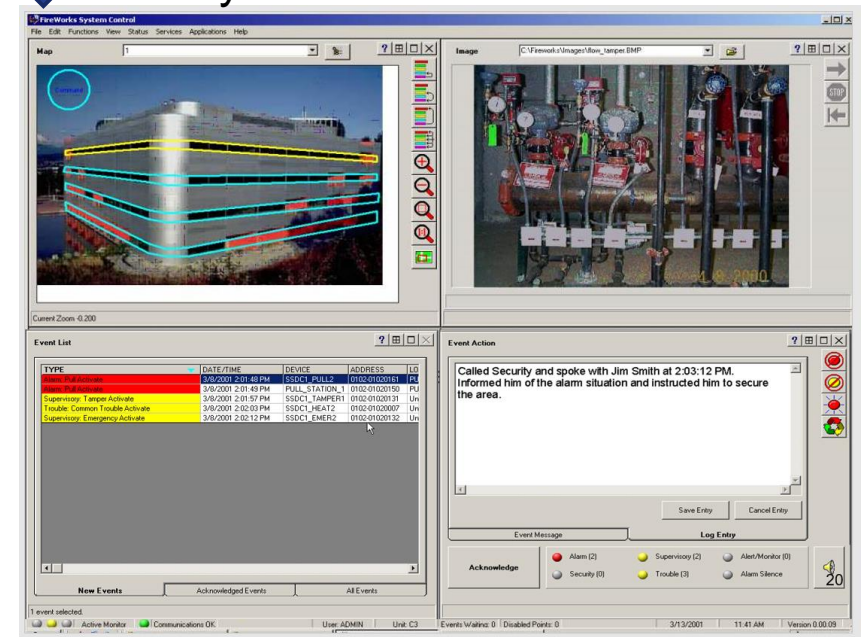 FireWorks System Control
File Edit Functions View Status Services Applications Help
Map 1
Command
Current Zoom -0.200
Image C:\Fireworks\Images\flow_tamper.BMP
STOP
8 2000
Event List
TYPE DATE/TIME DEVICE ADDRESS LO
Alarm: Pull Activate 3/8/2001 2:01:48 PM SSDC1_PULL2 0102-01020161 PU
Alarm: Pull Activate 3/8/2001 2:01:49 PM PULL_STATION_1 0102-01020150 PU
Supervisory: Tamper Activate 3/8/2001 2:01:57 PM SSDC1_TAMPER1 0102-01020131 Un
Trouble: Common Trouble Activate 3/8/2001 2:02:03 PM SSDC1_HEAT2 0102-01020007 Un
Supervisory: Emergency Activate 3/8/2001 2:02:12 PM SSDC1_EMER2 0102-01020132 Un
New Events Acknowledged Events All Events
1 event selected.
Event Action
Called Security and spoke with Jim Smith at 2:03:12 PM.
Informed him of the alarm situation and instructed him to secure
the area.
Save Entry Cancel Entry
Event Message Log Entry
Acknowledge
Alarm (2) Supervisory (2) Alert/Monitor (0)
Security (0) Trouble (3) Alarm Silence
20
Active Monitor Communications OK User: ADMIN Unit: C3 Events Waiting: 0 Disabled Points: 0 3/13/2001 11:41 AM Version 0.00.09